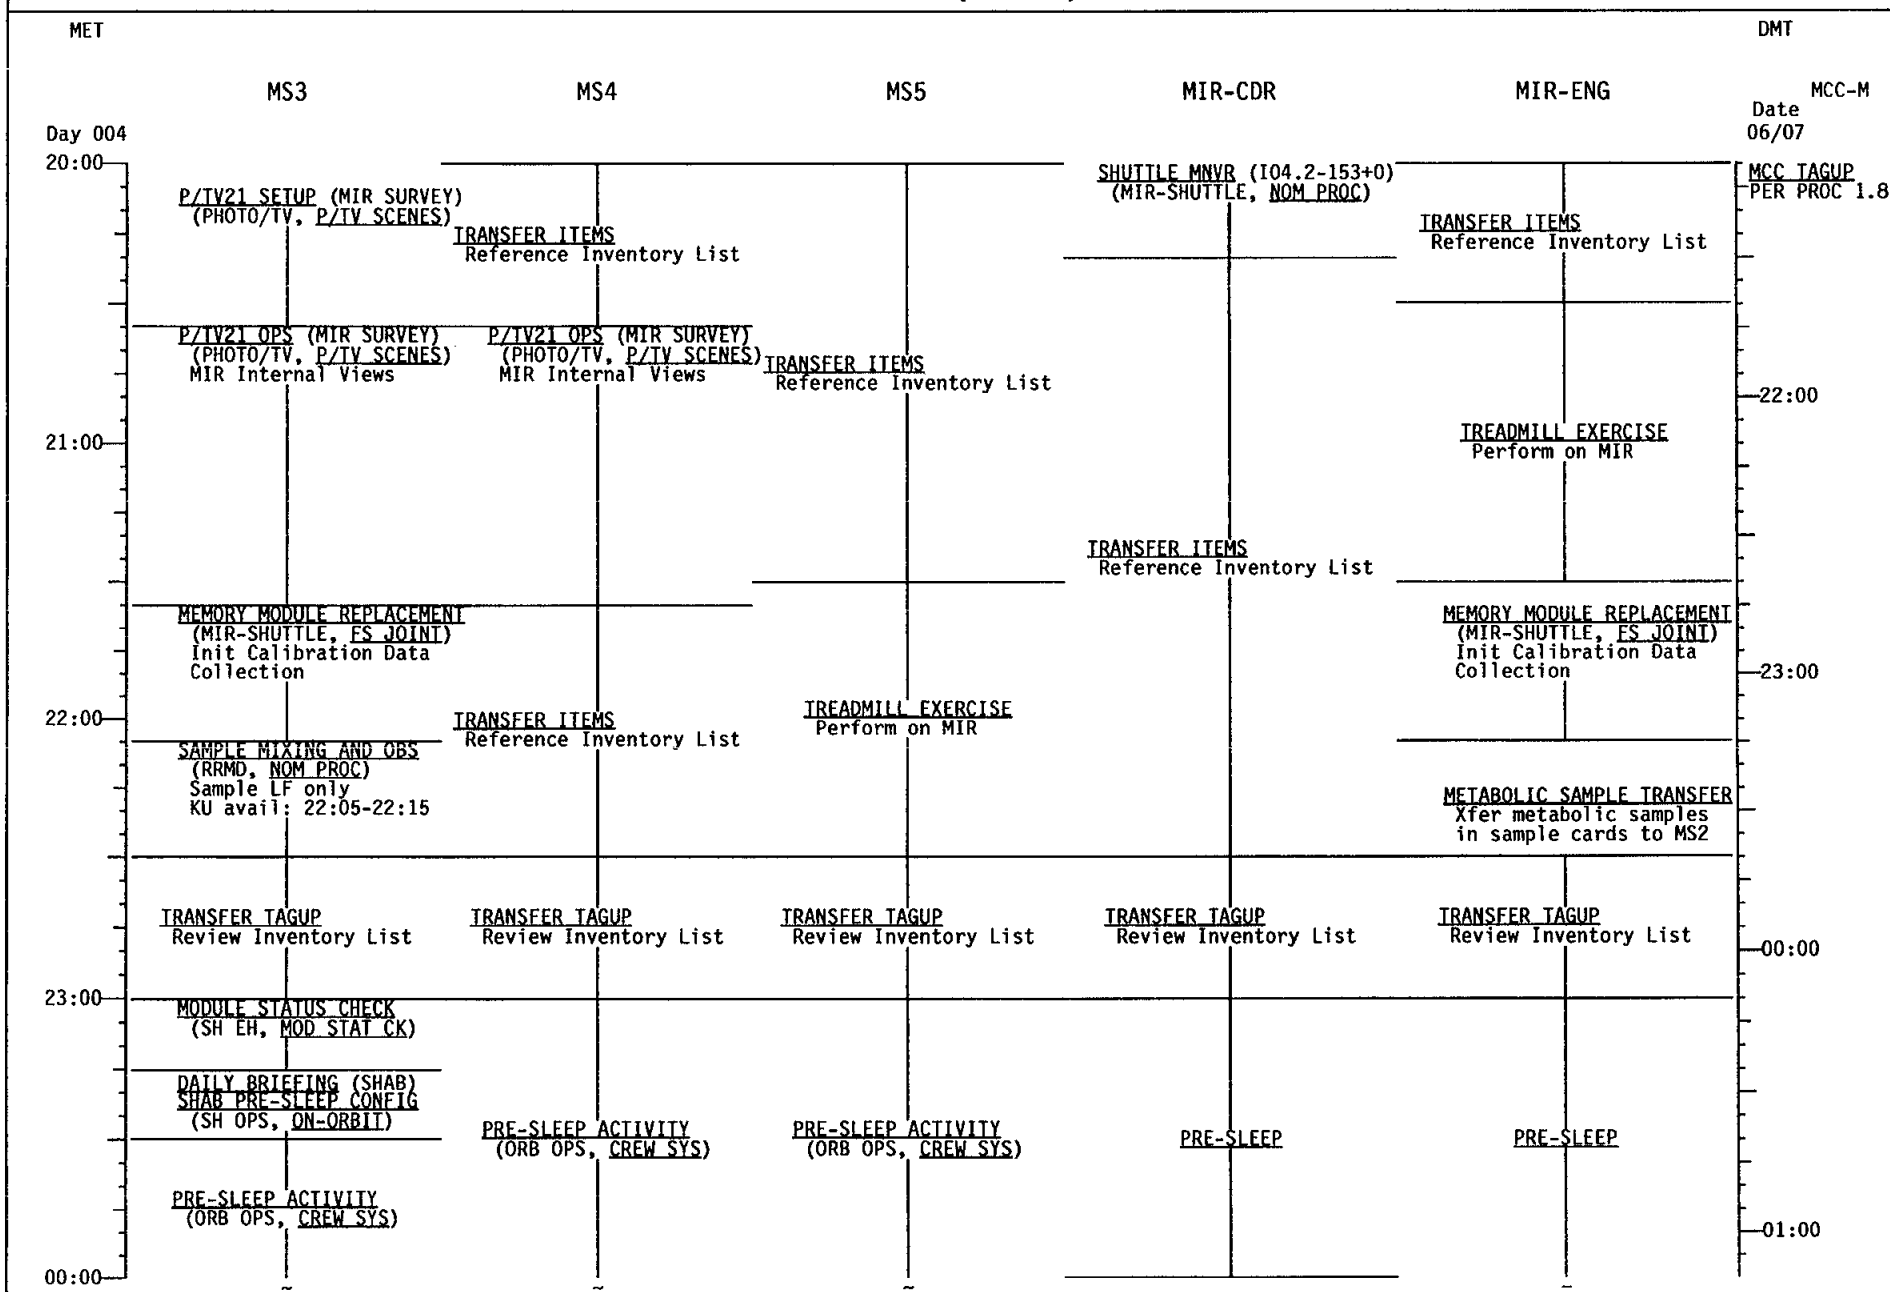 MET
DMT
MS3 MS4 MS5 MIR-CDR MIR-ENG MCC-M
Date
Day 004 06/07
20:00
P/TV21 SETUP (MIR SURVEY)
(PHOTO/TV, P/TV SCENES)
P/TV21 OPS (MIR SURVEY)
(PHOTO/TV, P/TV SCENES)
MIR Internal Views
21:00
MEMORY MODULE REPLACEMENT
(MIR-SHUTTLE, FS JOINT)
Init Calibration Data
Collection
22:00
SAMPLE MIXING AND OBS
(RRMD, NOM PROC)
Sample LF only
KU avail: 22:05-22:15
TRANSFER TAGUP
Review Inventory List
23:00
MODULE STATUS CHECK
(SH EH, MOD STAT CK)
DAILY BRIEFING (SHAB)
SHAB PRE-SLEEP CONFIG
(SH OPS, ON-ORBIT)
PRE-SLEEP ACTIVITY
(ORB OPS, CREW SYS)
00:00
TRANSFER ITEMS
Reference Inventory List
P/TV21 OPS (MIR SURVEY)
(PHOTO/TV, P/TV SCENES)
MIR Internal Views
TRANSFER ITEMS
Reference Inventory List
TRANSFER TAGUP
Review Inventory List
PRE-SLEEP ACTIVITY
(ORB OPS, CREW SYS)
TRANSFER ITEMS
Reference Inventory List
TREADMILL EXERCISE
Perform on MIR
TRANSFER TAGUP
Review Inventory List
PRE-SLEEP ACTIVITY
(ORB OPS, CREW SYS)
SHUTTLE MNVR (IO4.2-153+0)
(MIR-SHUTTLE, NOM PROC)
TRANSFER ITEMS
Reference Inventory List
TRANSFER TAGUP
Review Inventory List
PRE-SLEEP
TRANSFER ITEMS
Reference Inventory List
TREADMILL EXERCISE
Perform on MIR
MEMORY MODULE REPLACEMENT
(MIR-SHUTTLE, FS JOINT)
Init Calibration Data
Collection
METABOLIC SAMPLE TRANSFER
Xfer metabolic samples
in sample cards to MS2
TRANSFER TAGUP
Review Inventory List
PRE-SLEEP
MCC TAGUP
PER PROC 1.8
22:00
23:00
00:00
01:00